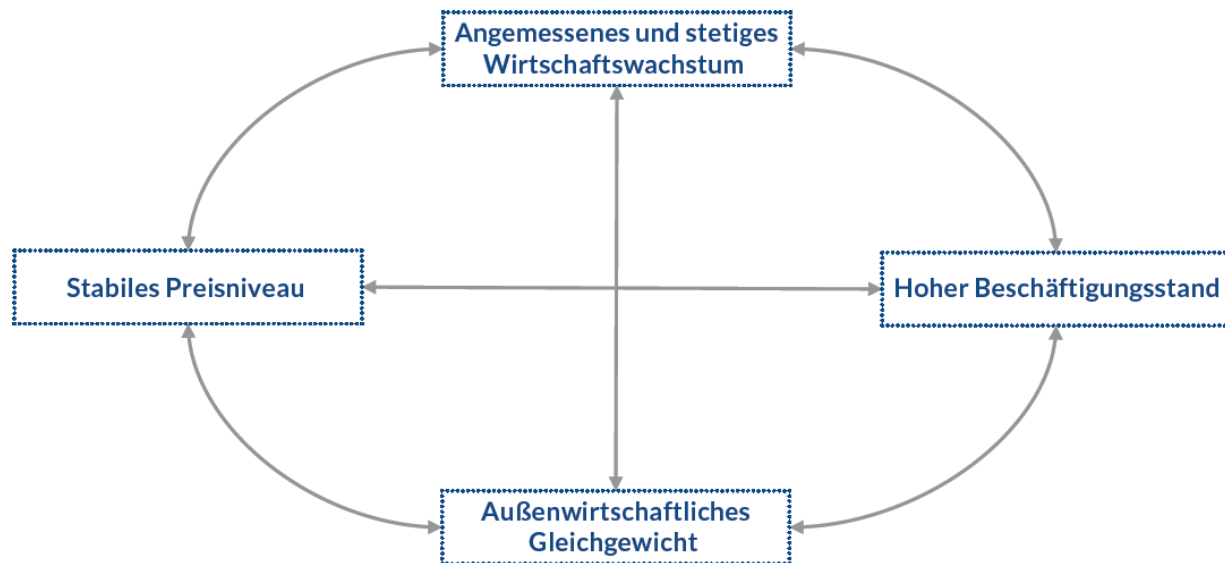 Angemessenes und stetiges
Wirtschaftswachstum
Stabiles Preisniveau
Hoher Beschäftigungsstand
Außenwirtschaftliches
Gleichgewicht